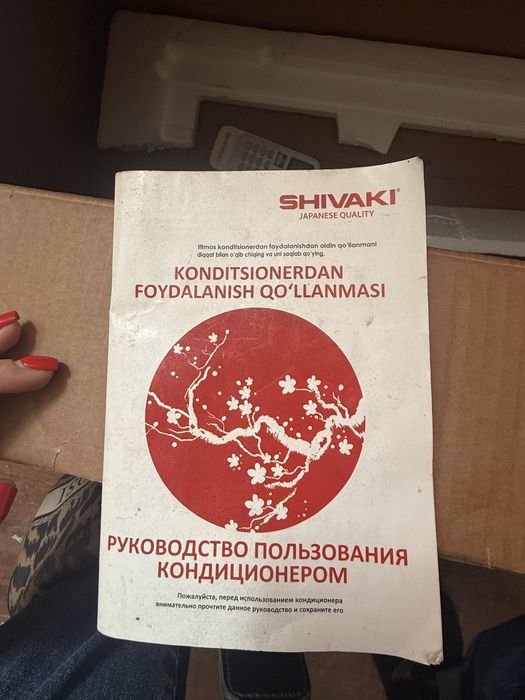 SHIVAKI®
JAPANESE QUALITY
Iltmos konditsionerdan foydalanishdan oldin qo'llanmani
diqqat bilan o'qib chiqing va uni saqlab qo'ying.
KONDITSIONERDAN
FOYDALANISH QO'LLANMASI
РУКОВОДСТВО ПОЛЬЗОВАНИЯ
КОНДИЦИОНЕРОМ
Пожалуйста, перед использованием кондиционера
внимательно прочтите данное руководство и сохраните его